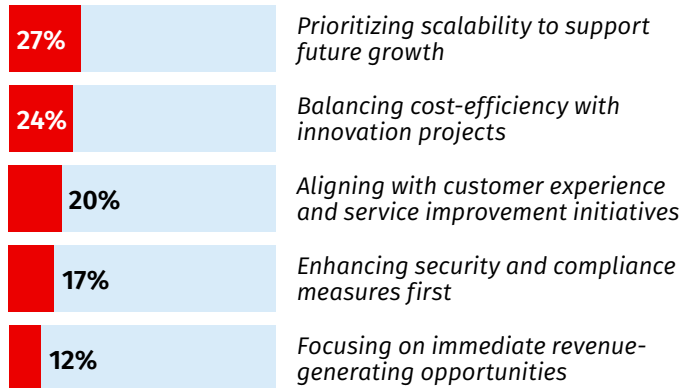 27%
Prioritizing scalability to support
future growth
24%
Balancing cost-efficiency with
innovation projects
20%
Aligning with customer experience
and service improvement initiatives
17%
Enhancing security and compliance
measures first
12%
Focusing on immediate revenue-
generating opportunities